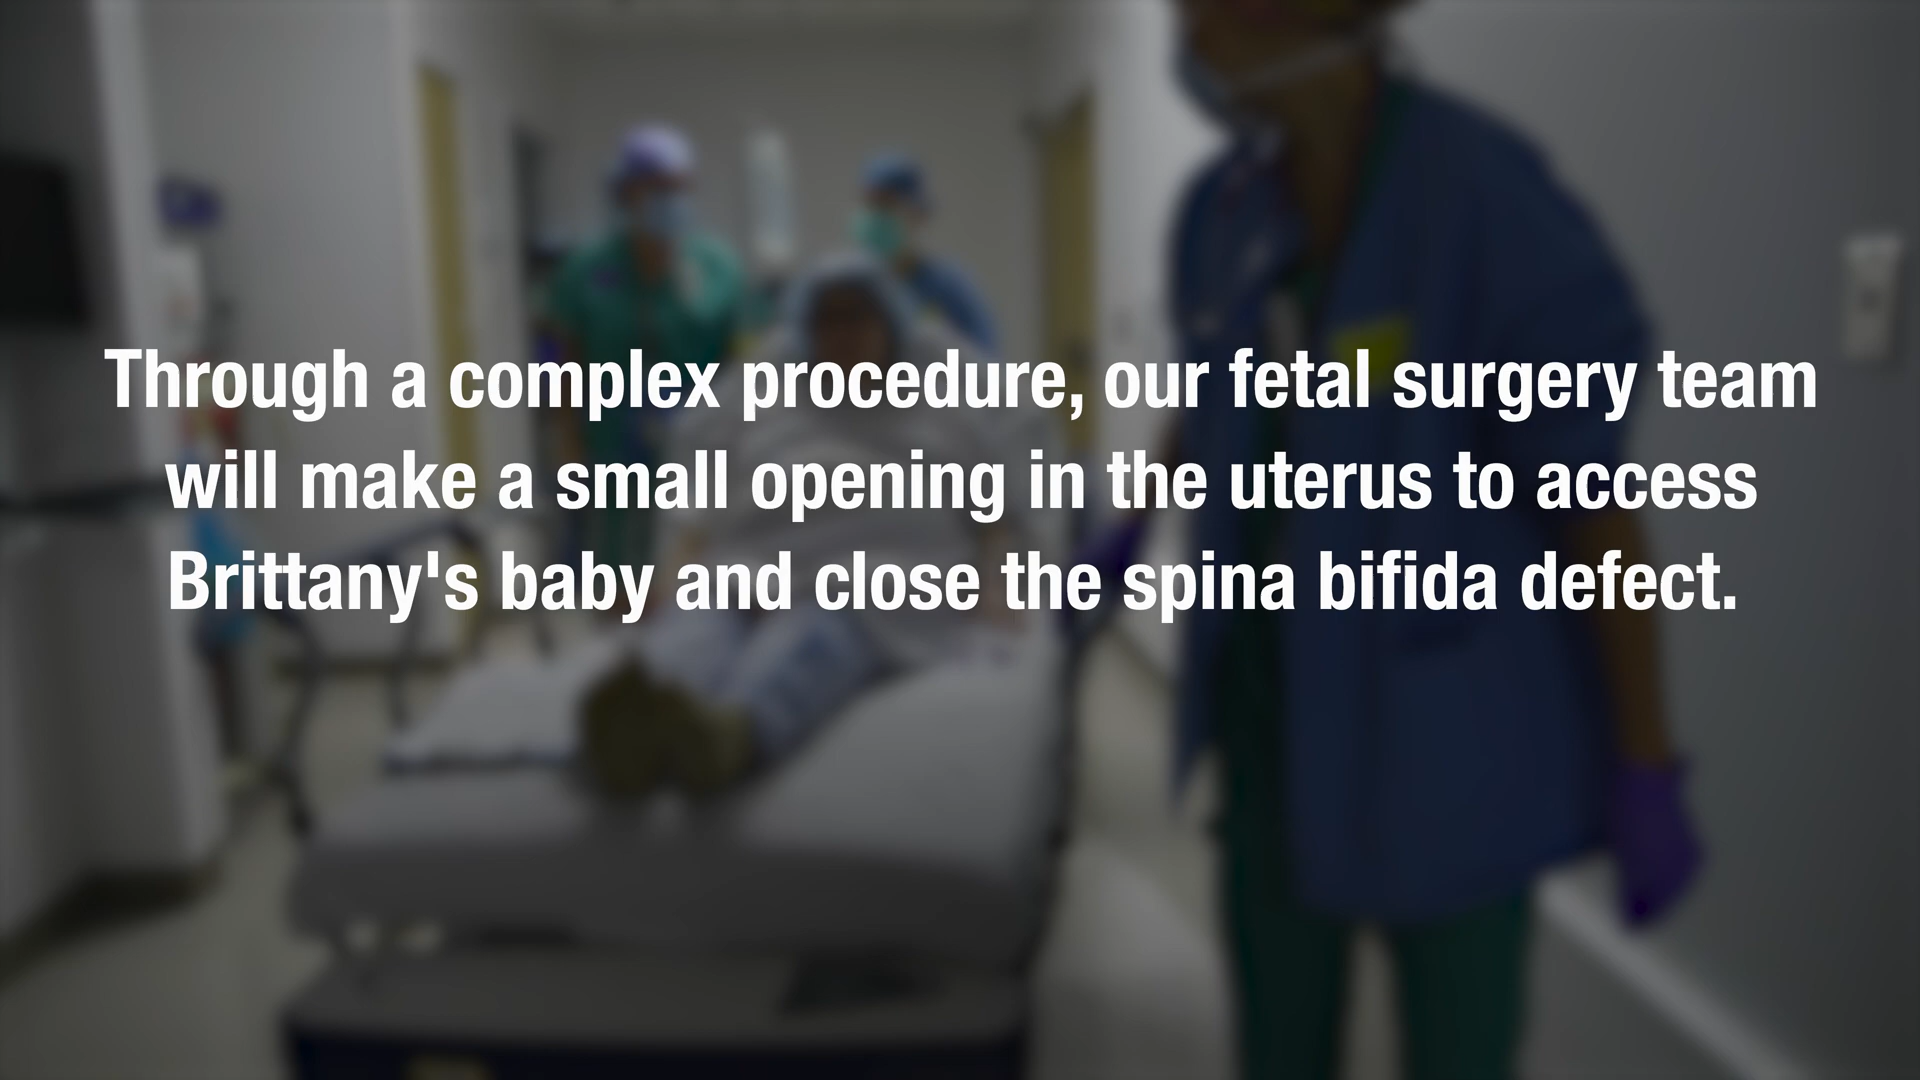 Through a complex procedure, our fetal surgery team
will make a small opening in the uterus to access
Brittany's baby and close the spina bifida defect.